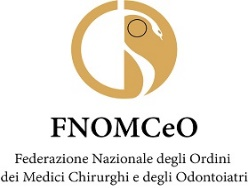 FNOMCeO
Federazione Nazionale degli Ordini
dei Medici Chirurghi e degli Odontoiatri